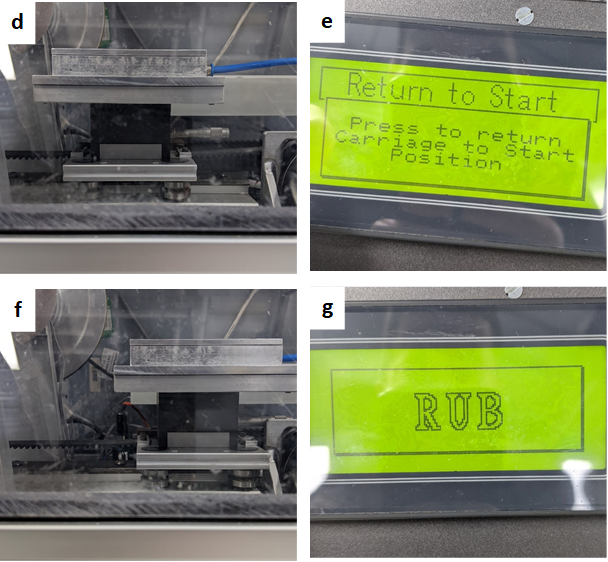 d
e
Return to Start
Press to return
Carriage to Start
Position
f
g
RUB